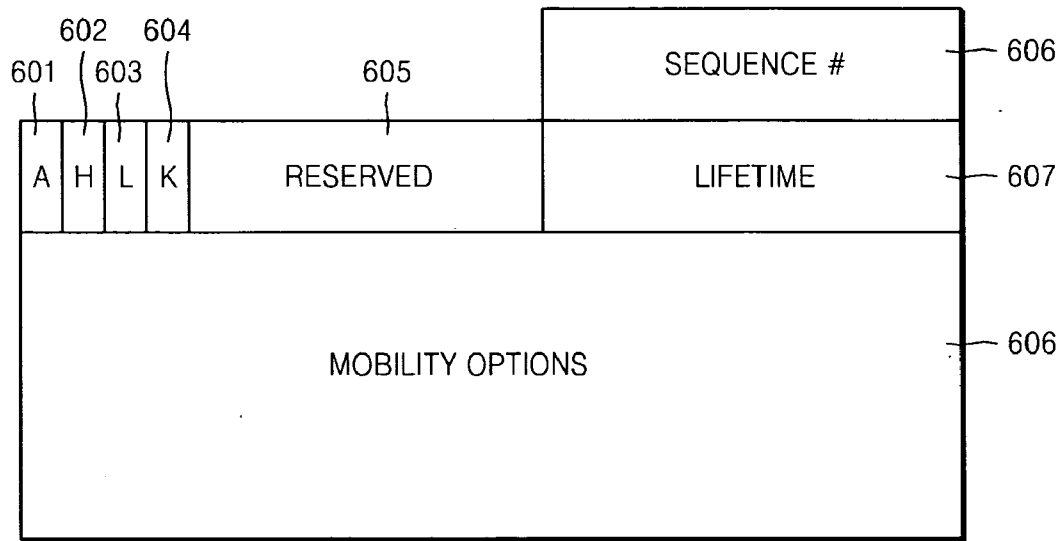 602 604
601 603 605
SEQUENCE # 606
A H L K RESERVED LIFETIME 607
MOBILITY OPTIONS 606